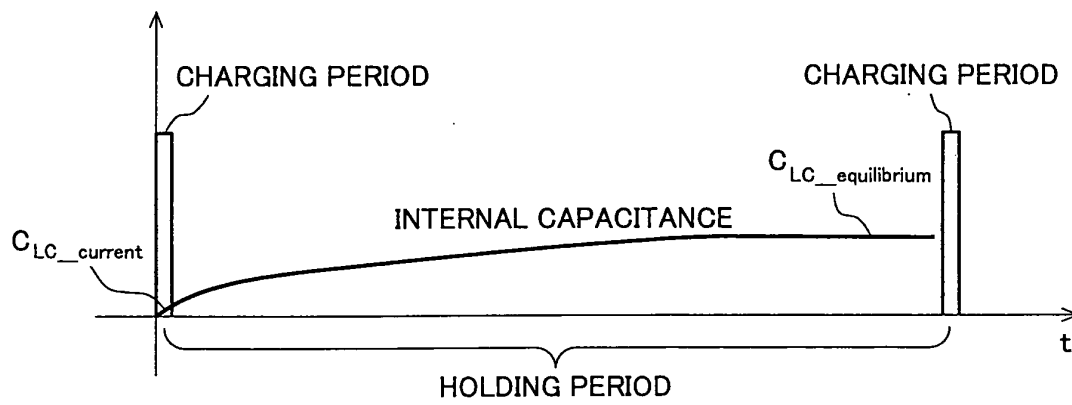 CHARGING PERIOD
CHARGING PERIOD
C_LC__equilibrium
INTERNAL CAPACITANCE
C_LC__current
t
HOLDING PERIOD